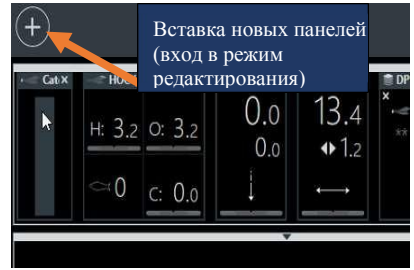 Вставка новых панелей
(вход в режим
редактирования)
Cat x
DP
x
H: 3.2 O: 3.2 0.0 13.4
0.0 1.2
0 C: 0.0